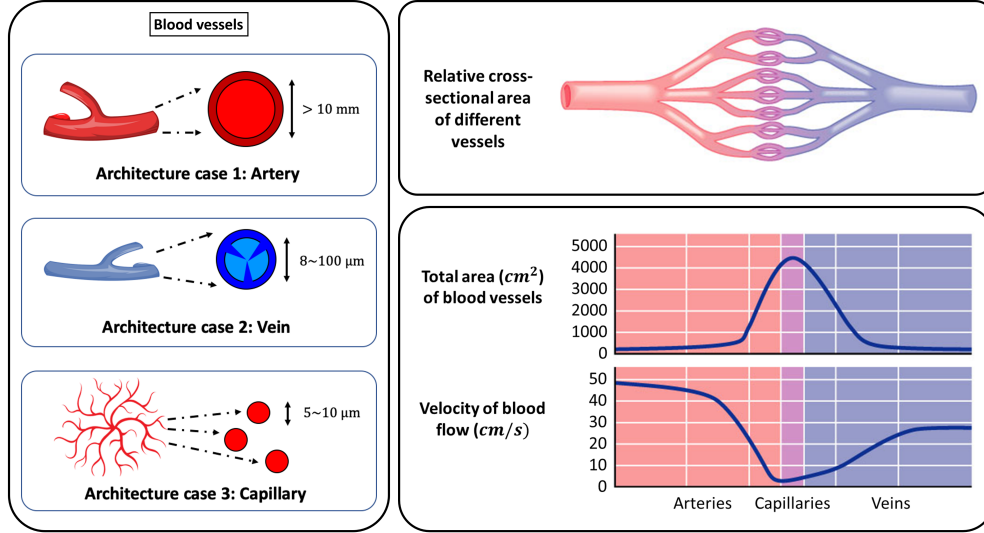 Blood vessels
> 10 mm
Architecture case 1: Artery
8~100 μm
Architecture case 2: Vein
5~10 μm
Architecture case 3: Capillary
Relative cross-
sectional area
of different
vessels
Total area (cm²)
of blood vessels
5000
4000
3000
2000
1000
0
Velocity of blood
flow (cm/s)
50
40
30
20
10
0
Arteries
Capillaries
Veins